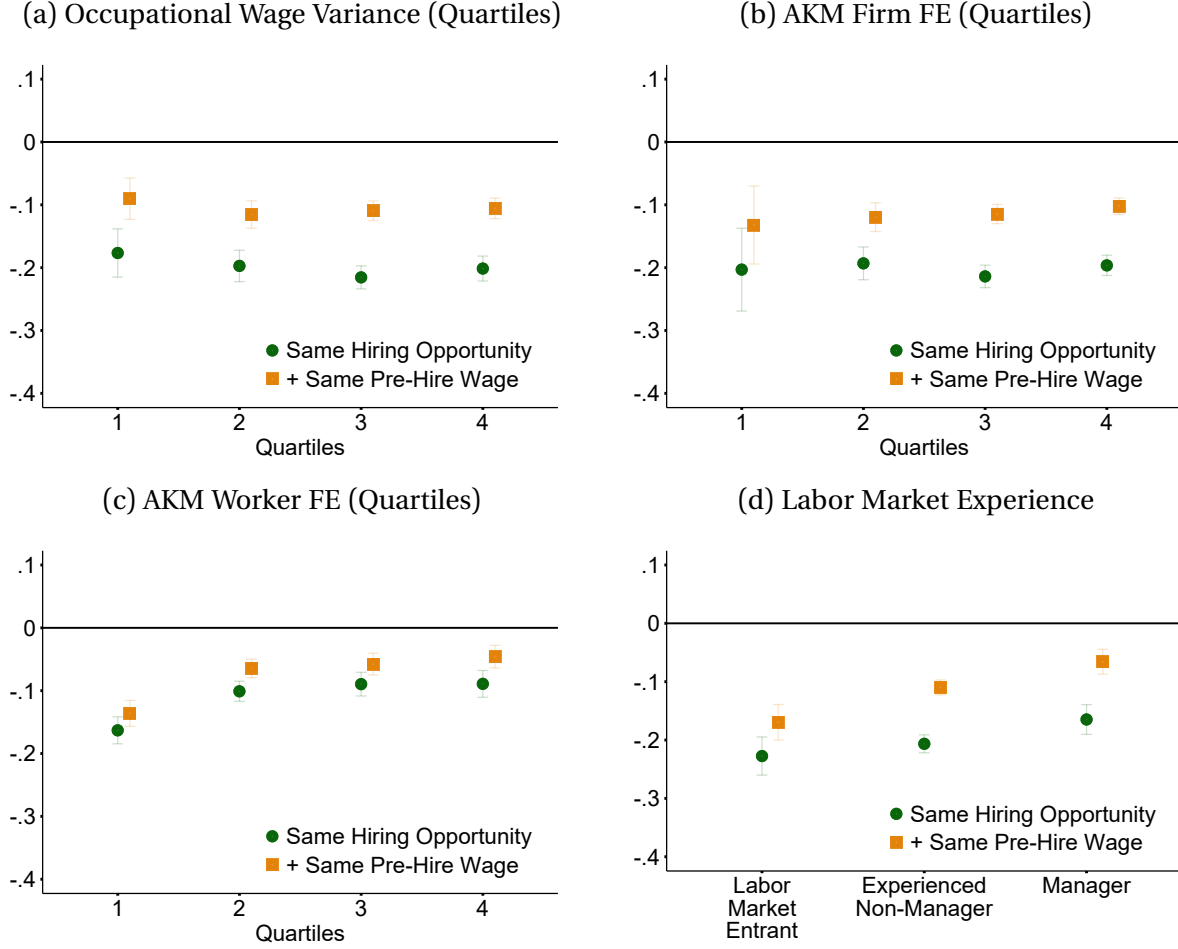 (a) Occupational Wage Variance (Quartiles)
.1
0
-.1
-.2
-.3
-.4
Same Hiring Opportunity
+ Same Pre-Hire Wage
1 2 3 4
Quartiles
(b) AKM Firm FE (Quartiles)
.1
0
-.1
-.2
-.3
-.4
Same Hiring Opportunity
+ Same Pre-Hire Wage
1 2 3 4
Quartiles
(c) AKM Worker FE (Quartiles)
.1
0
-.1
-.2
-.3
-.4
Same Hiring Opportunity
+ Same Pre-Hire Wage
1 2 3 4
Quartiles
(d) Labor Market Experience
.1
0
-.1
-.2
-.3
-.4
Same Hiring Opportunity
+ Same Pre-Hire Wage
Labor
Market
Entrant
Experienced
Non-Manager
Manager